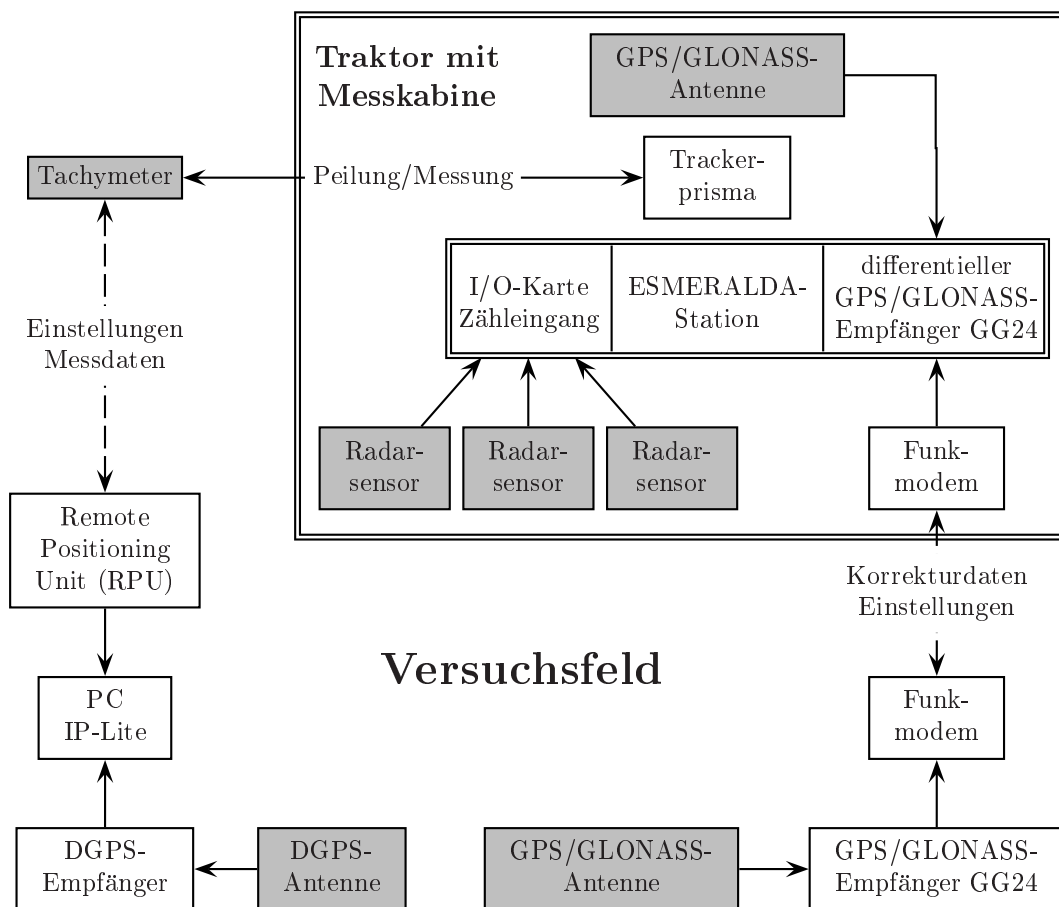 Traktor mit
Messkabine
GPS/GLONASS-
Antenne
Tachymeter
Peilung/Messung
Tracker-
prisma
I/O-Karte
Zähleingang
ESMERALDA-
Station
differentieller
GPS/GLONASS-
Empfänger GG24
Einstellungen
Messdaten
Radar-
sensor
Radar-
sensor
Radar-
sensor
Funk-
modem
Remote
Positioning
Unit (RPU)
Korrekturdaten
Einstellungen
Versuchsfeld
PC
IP-Lite
Funk-
modem
DGPS-
Empfänger
DGPS-
Antenne
GPS/GLONASS-
Antenne
GPS/GLONASS-
Empfänger GG24